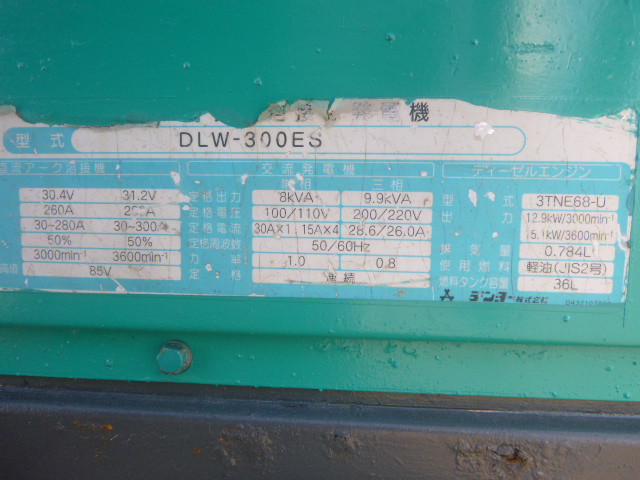 発電機
型式 DLW-300ES
アーク溶接機 交流発電機 ディーゼルエンジン
相 三相
30.4V 31.2V 定格出力 8kVA 9.9kVA 型式 3TNE68-U
260A 定格電圧 100/110V 200/220V 出力 12.9kW/3000min⁻¹
30~280A 30~300 定格電流 30A×1 15A×4 28.6/26.0A 15.1kW/3600min⁻¹
50% 50% 定格周波数 50/60Hz 排気量 0.784L
3000min⁻¹ 3600min⁻¹ 力率 1.0 0.8 使用燃料 軽油(JIS2号)
85V 定格 連続 燃料タンク容量 36L
デンヨー株式会社